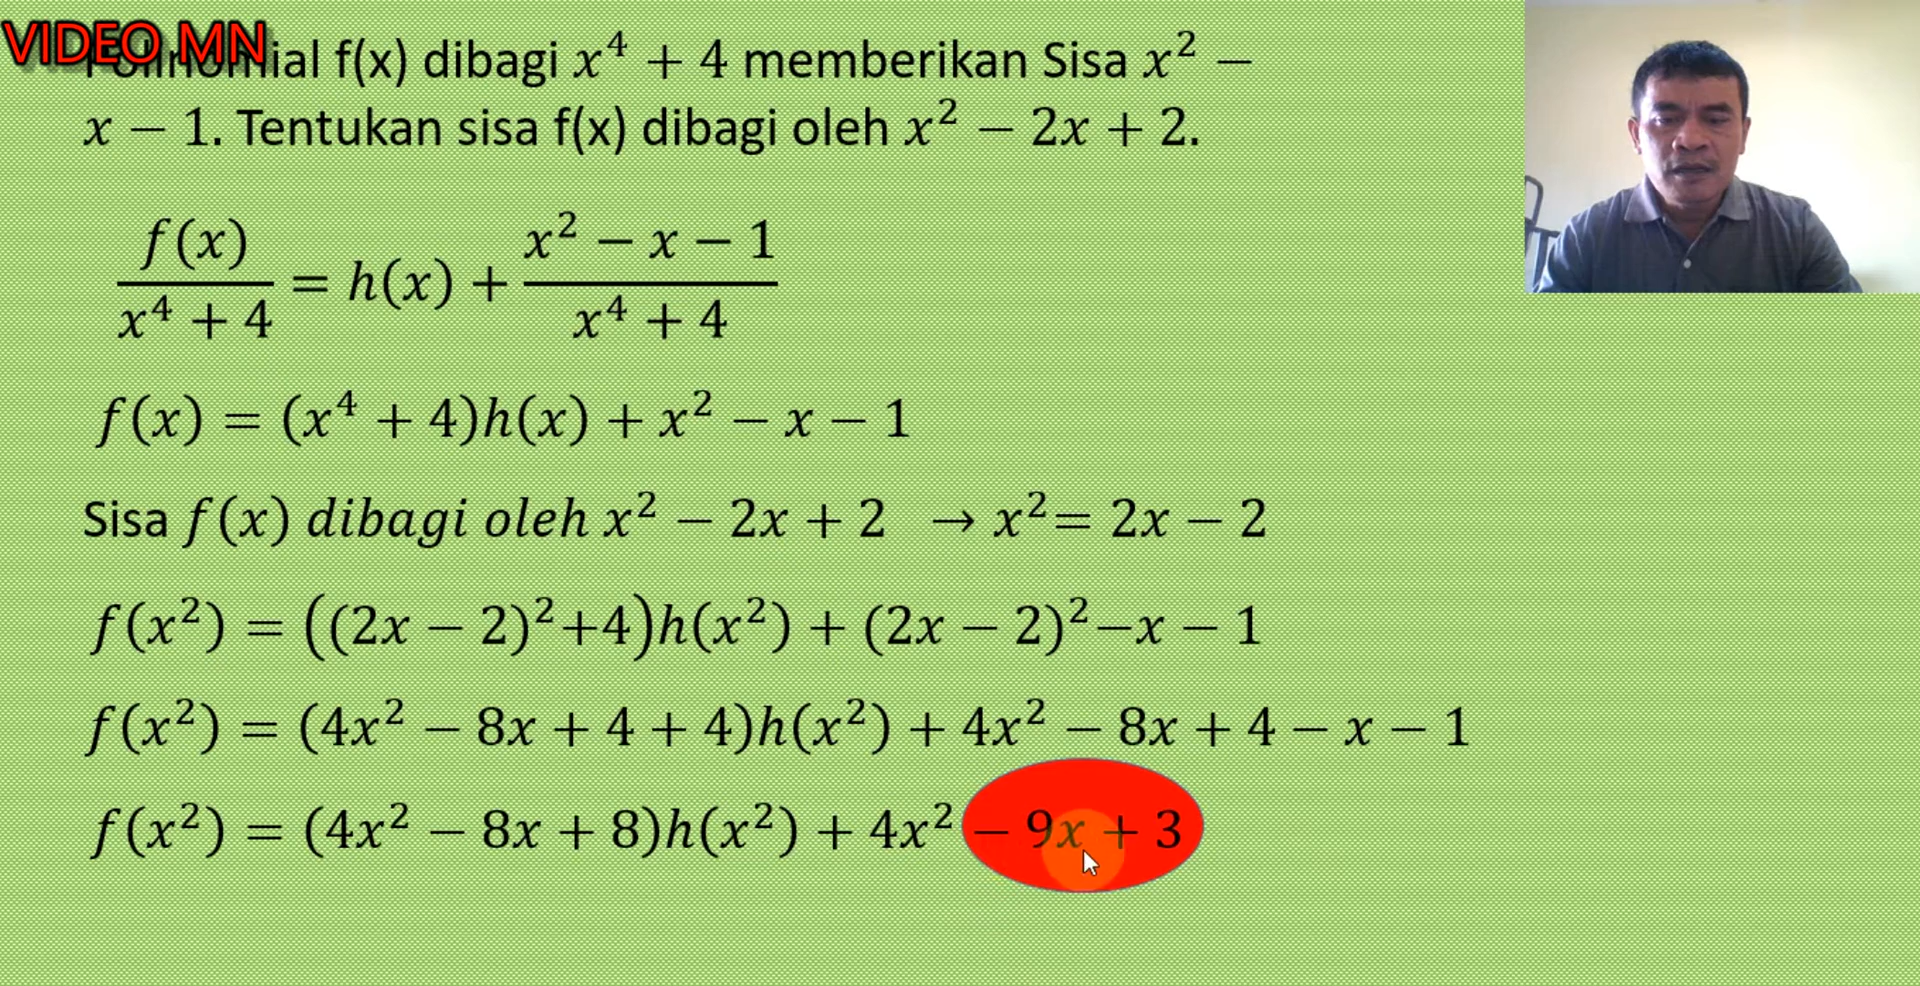 VIDEO MN
Polinomial f(x) dibagi x⁴ + 4 memberikan Sisa x² −
x − 1. Tentukan sisa f(x) dibagi oleh x² − 2x + 2.
f(x)/(x⁴ + 4) = h(x) + (x² − x − 1)/(x⁴ + 4)
f(x) = (x⁴ + 4)h(x) + x² − x − 1
Sisa f(x) dibagi oleh x² − 2x + 2 → x² = 2x − 2
f(x²) = ((2x − 2)²+4)h(x²) + (2x − 2)²−x − 1
f(x²) = (4x² − 8x + 4 + 4)h(x²) + 4x² − 8x + 4 − x − 1
f(x²) = (4x² − 8x + 8)h(x²) + 4x² − 9x + 3